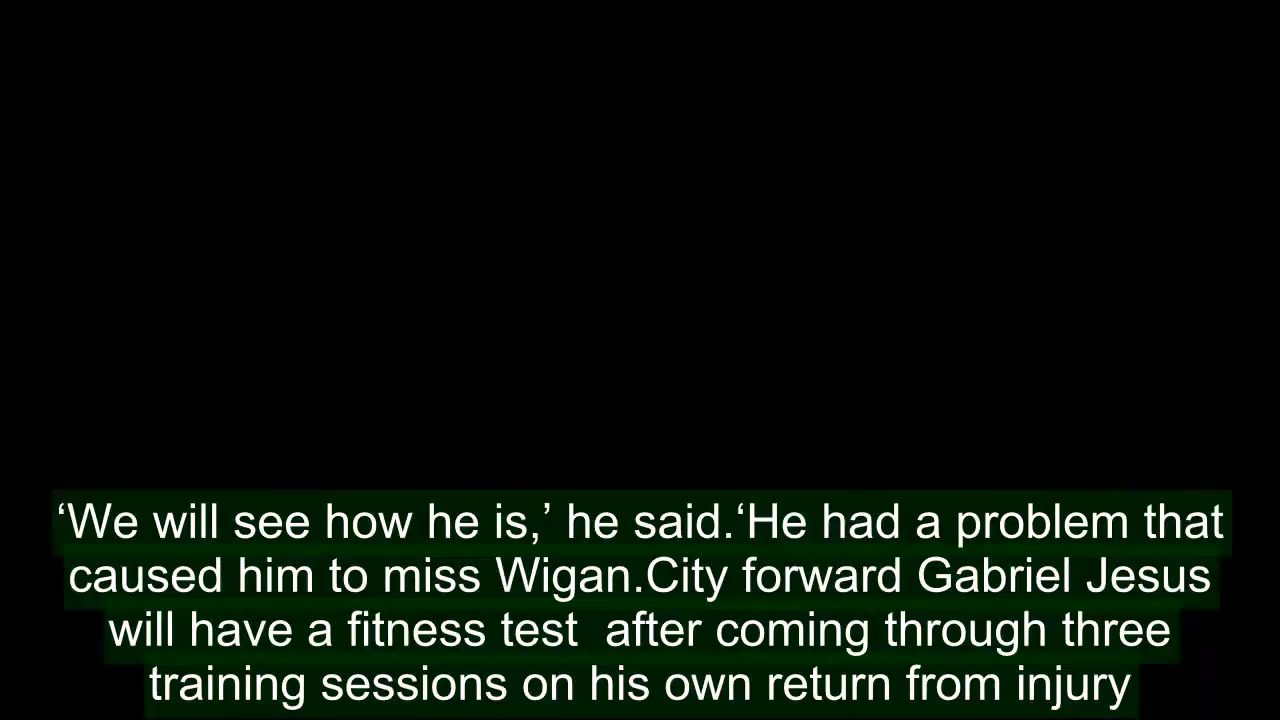 ‘We will see how he is,’ he said.‘He had a problem that
caused him to miss Wigan.City forward Gabriel Jesus
will have a fitness test  after coming through three
training sessions on his own return from injury